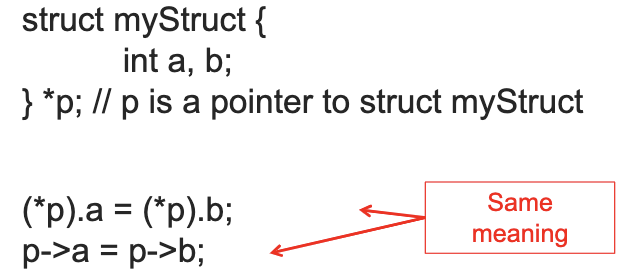 struct myStruct {
int a, b;
} *p; // p is a pointer to struct myStruct
(*p).a = (*p).b;
p->a = p->b;
Same
meaning